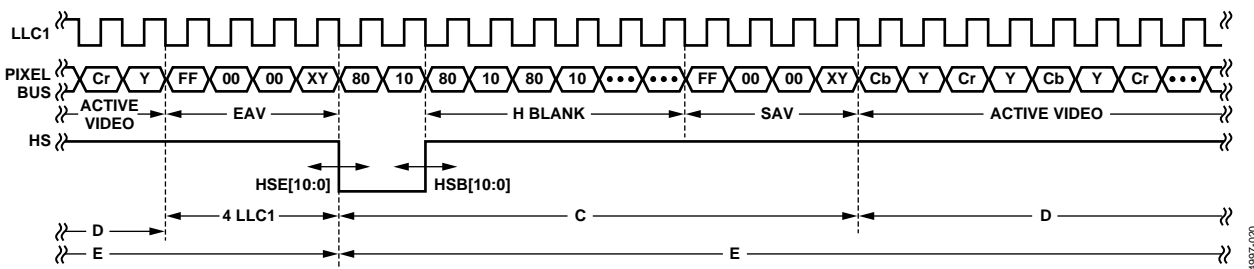 LLC1
PIXEL BUS Cr Y FF 00 00 XY 80 10 80 10 80 10 ••• ••• FF 00 00 XY Cb Y Cr Y Cb Y Cr •••
ACTIVE VIDEO EAV H BLANK SAV ACTIVE VIDEO
HS
HSE[10:0] HSB[10:0]
4 LLC1 C D
D
E E